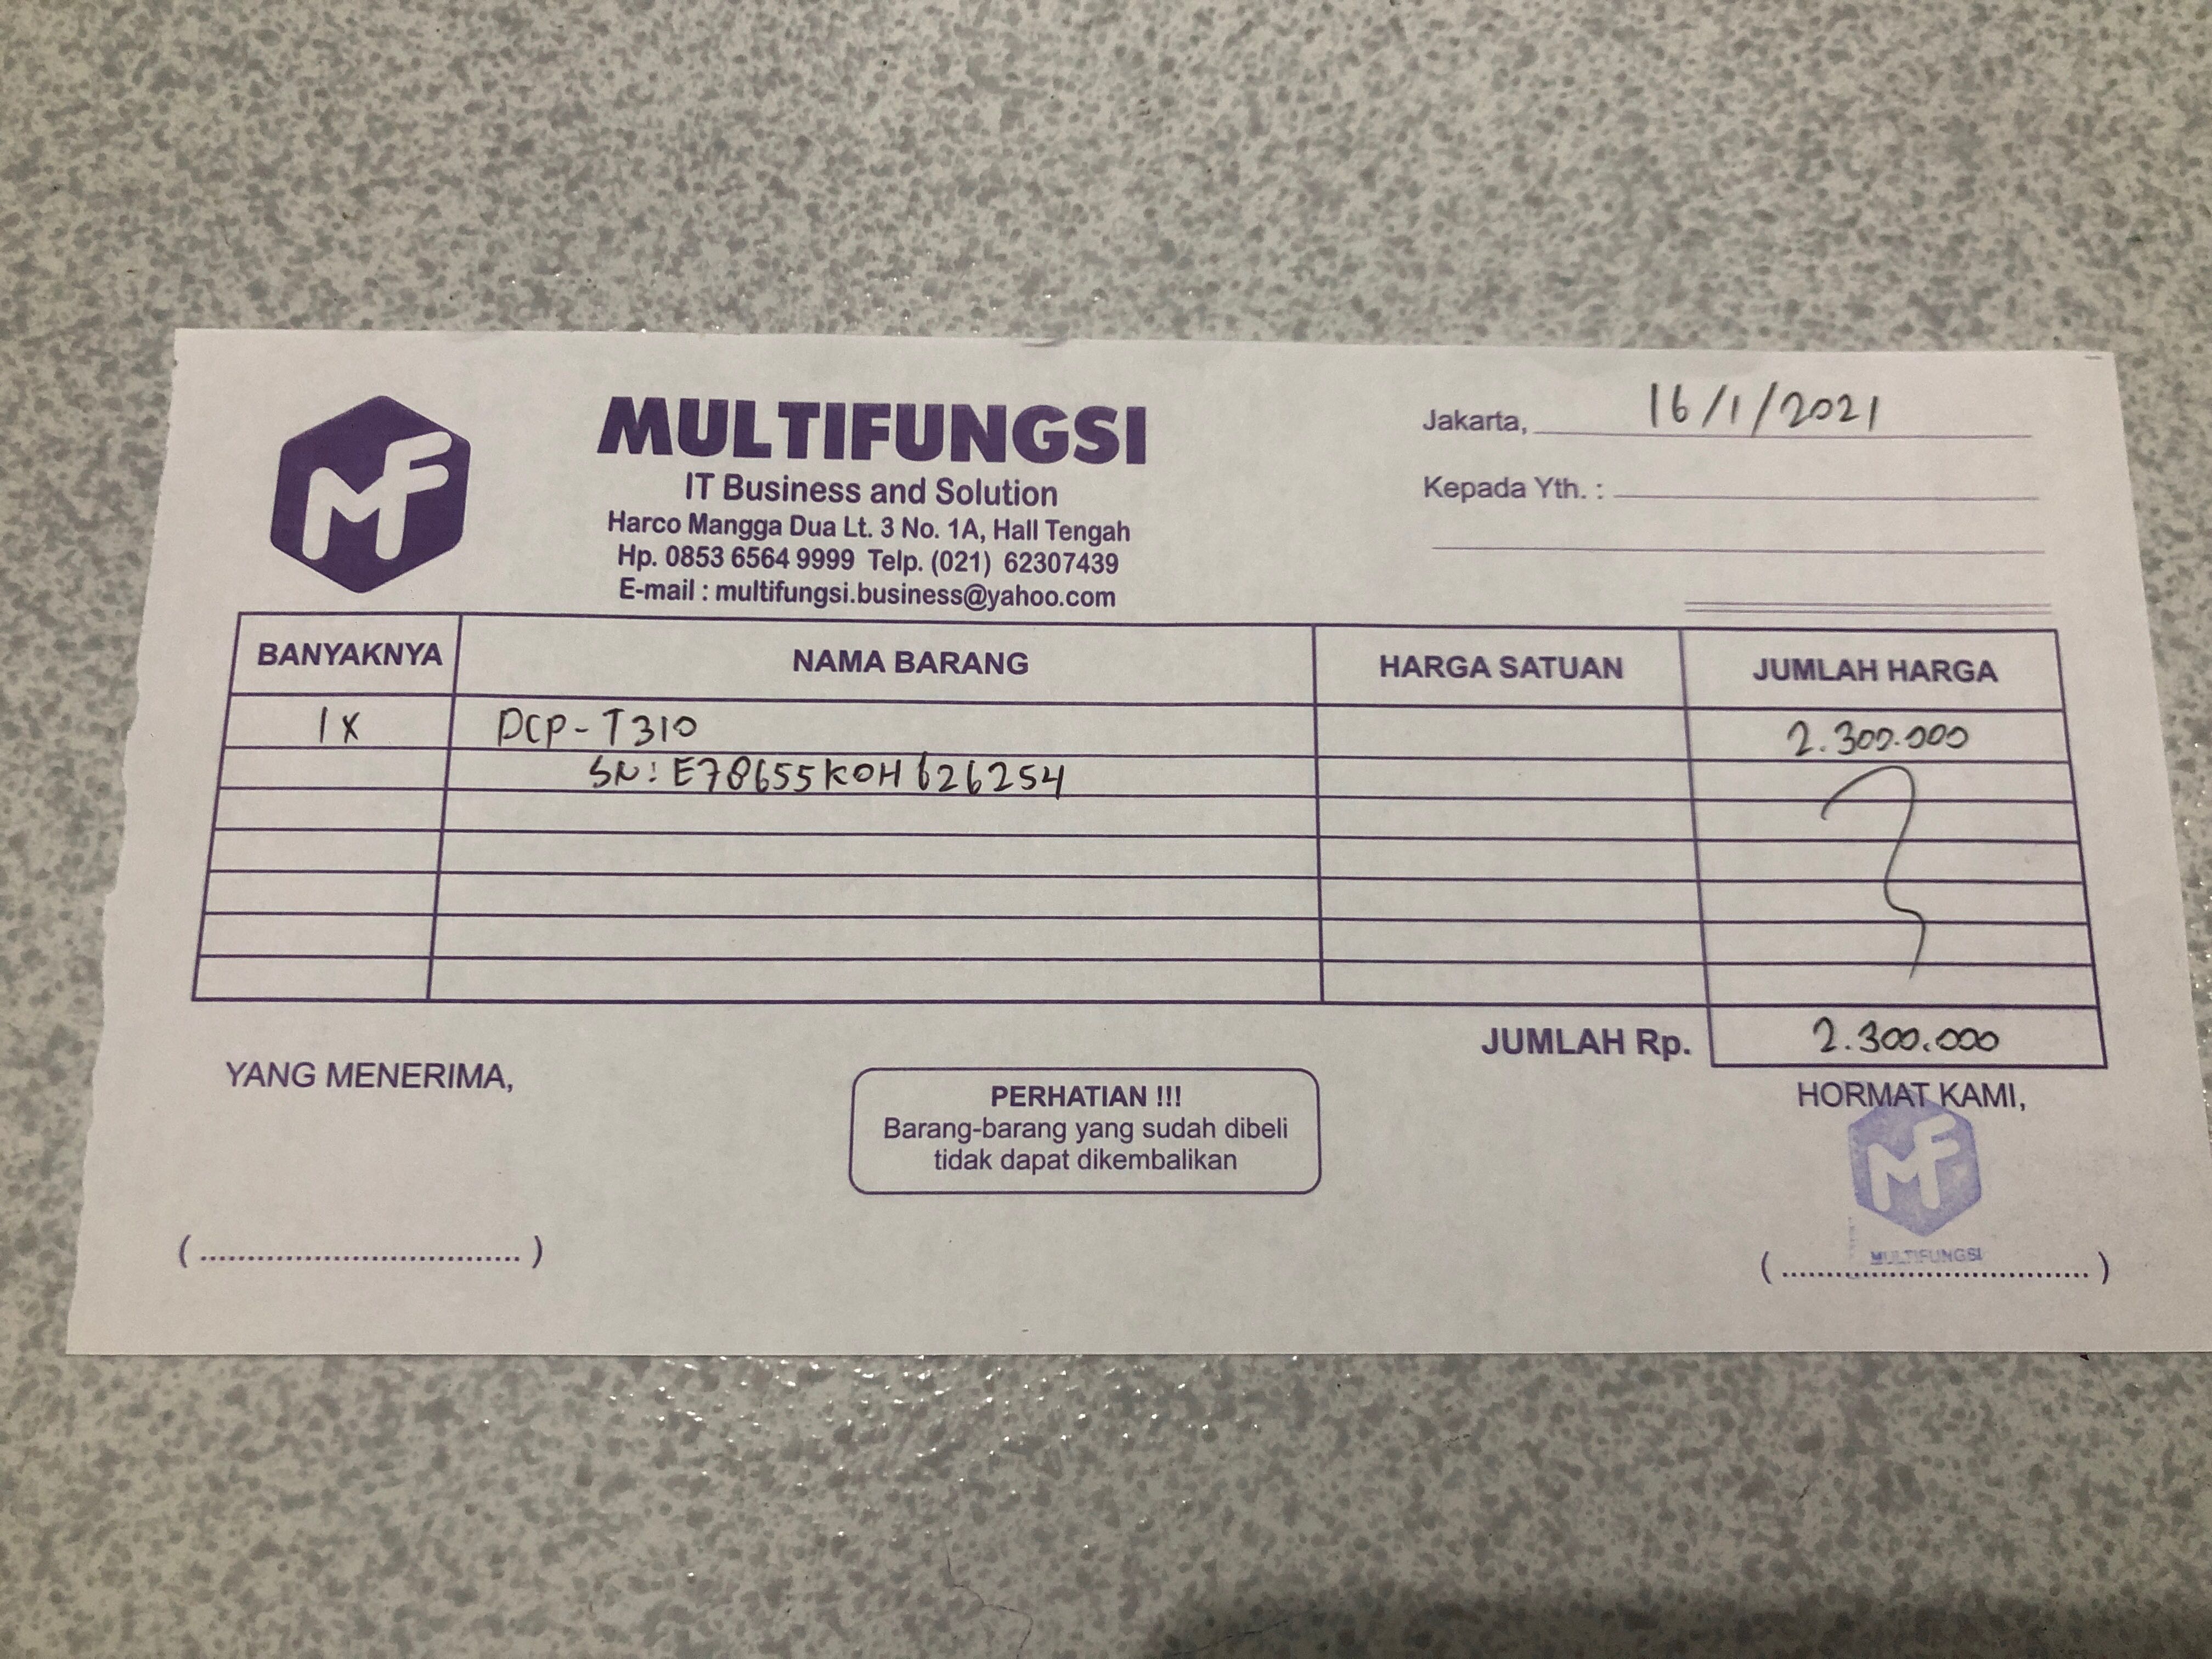 MF
MULTIFUNGSI
IT Business and Solution
Harco Mangga Dua Lt. 3 No. 1A, Hall Tengah
Hp. 0853 6564 9999 Telp. (021) 62307439
E-mail : multifungsi.business@yahoo.com
Jakarta, 16/1/2021
Kepada Yth. :
BANYAKNYA NAMA BARANG HARGA SATUAN JUMLAH HARGA
1 X DCP-T310 2.300.000
SN: E78655K0H626254
JUMLAH Rp. 2.300.000
YANG MENERIMA,
PERHATIAN !!!
Barang-barang yang sudah dibeli
tidak dapat dikembalikan
HORMAT KAMI,
MF
MULTIFUNGSI
(..................................) (..................................)